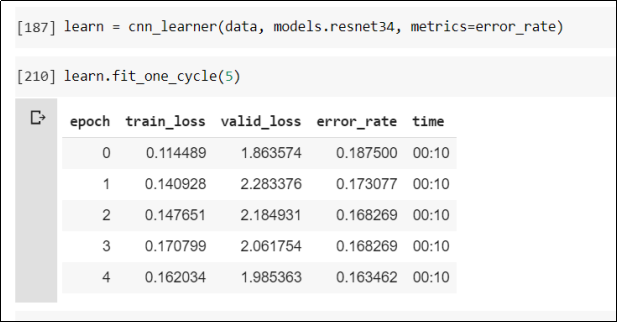 [187] learn = cnn_learner(data, models.resnet34, metrics=error_rate)
[210] learn.fit_one_cycle(5)
epoch train_loss valid_loss error_rate time
0 0.114489 1.863574 0.187500 00:10
1 0.140928 2.283376 0.173077 00:10
2 0.147651 2.184931 0.168269 00:10
3 0.170799 2.061754 0.168269 00:10
4 0.162034 1.985363 0.163462 00:10